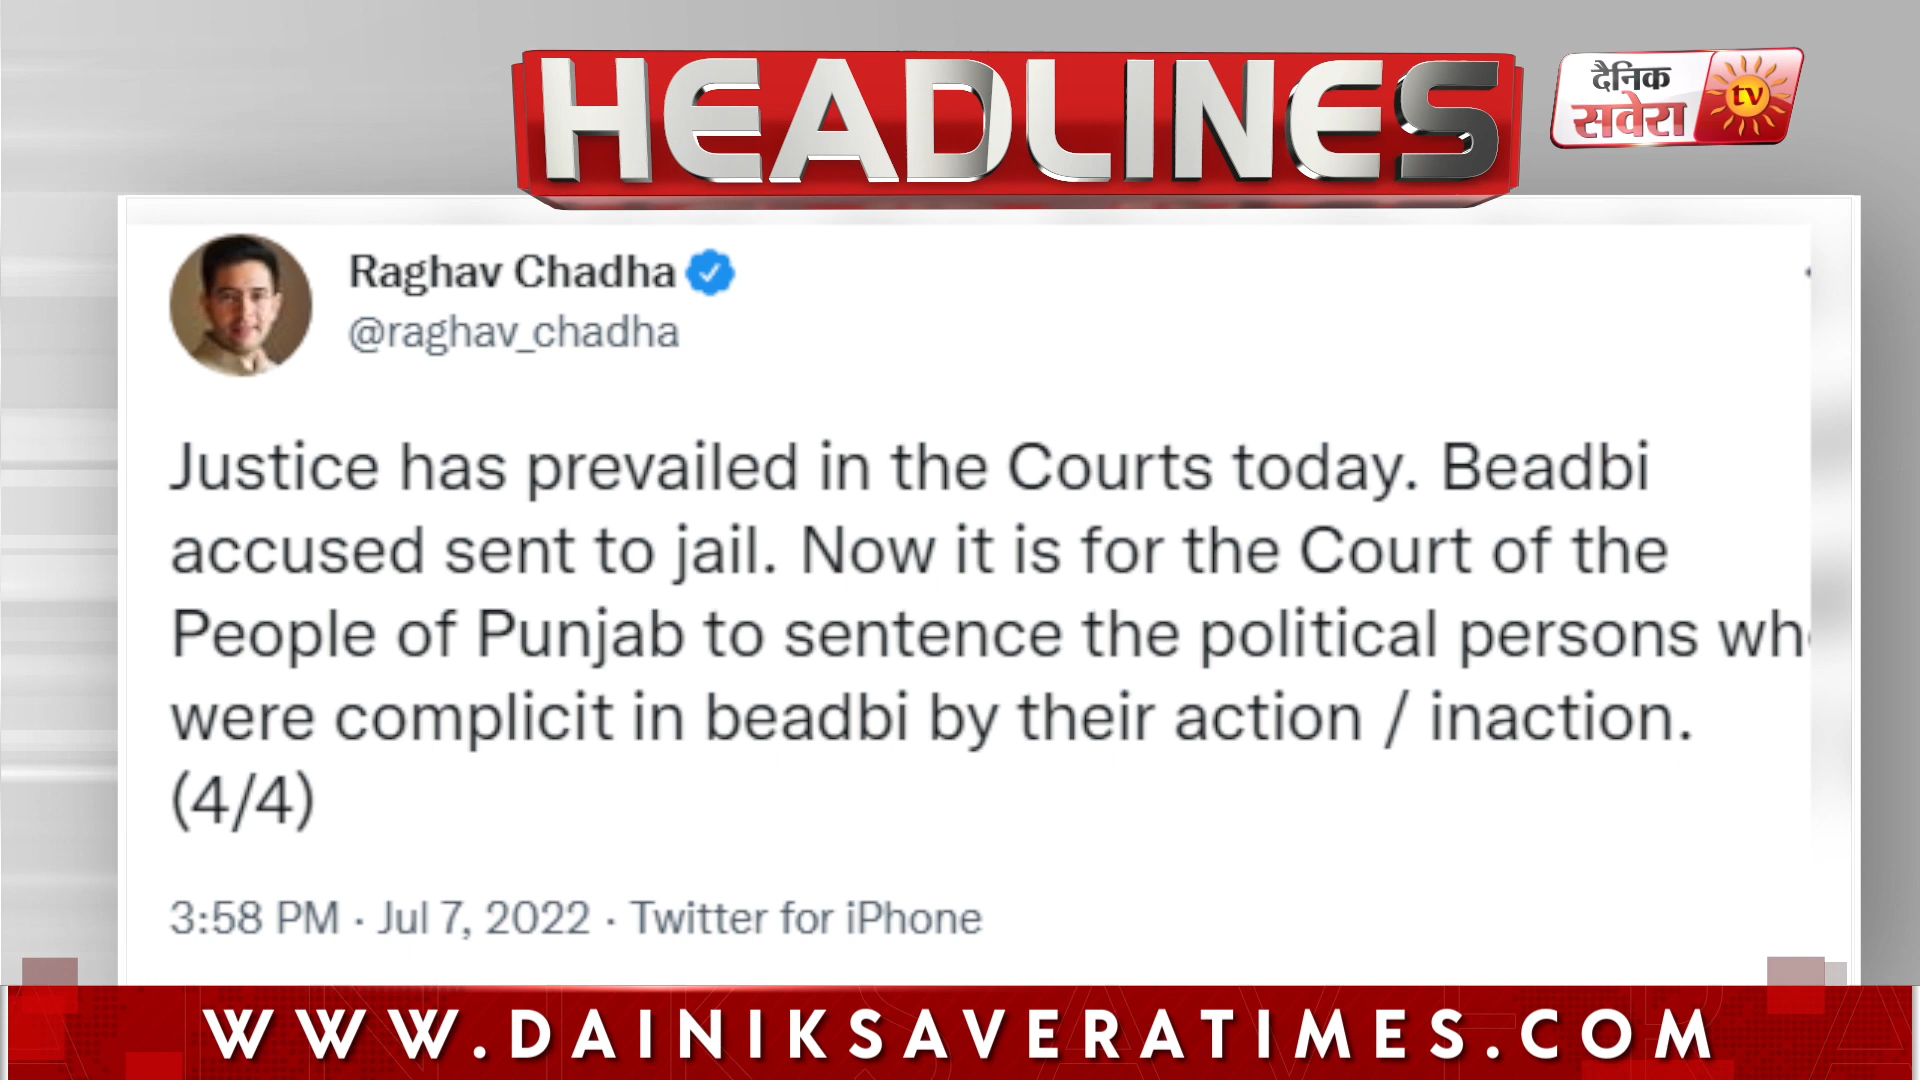 HEADLINES
दैनिक
सवेरा
tv
Raghav Chadha
@raghav_chadha
Justice has prevailed in the Courts today. Beadbi
accused sent to jail. Now it is for the Court of the
People of Punjab to sentence the political persons
were complicit in beadbi by their action / inaction.
(4/4)
3:58 PM · Jul 7, 2022 · Twitter for iPhone
WWW.DAINIKSAVERATIMES.COM